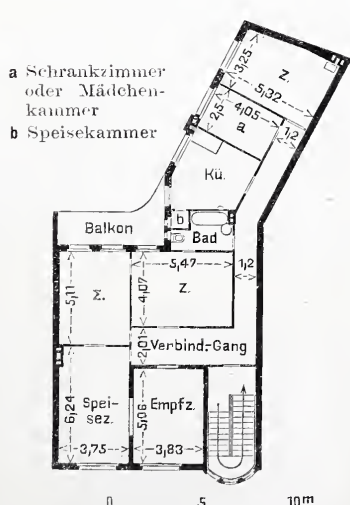 a Schrankzimmer
oder Mädchen-
kammer
b Speisekammer
3,25
Z.
5,32
4,05
2,5
a
1,2
Kü.
b
Bad
Balkon
5,47
1,2
5,11
Σ.
4,07
Z.
2,01
Verbind.-Gang
6,24
Spei-
sez.
5,06
Empfz.
3,75
3,83
0 5 10m